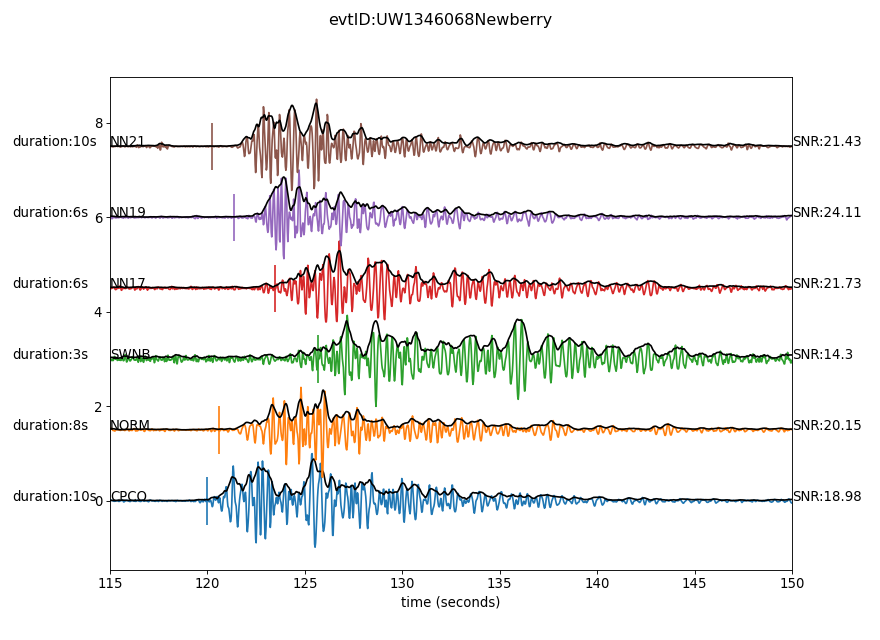 evtID:UW1346068Newberry
8
duration:10s NN21 SNR:21.43
duration:6s NN19 SNR:24.11
6
duration:6s NN17 SNR:21.73
4
duration:3s SWNB SNR:14.3
2
duration:8s NORM SNR:20.15
duration:10s CPCO SNR:18.98
0
115 120 125 130 135 140 145 150
time (seconds)